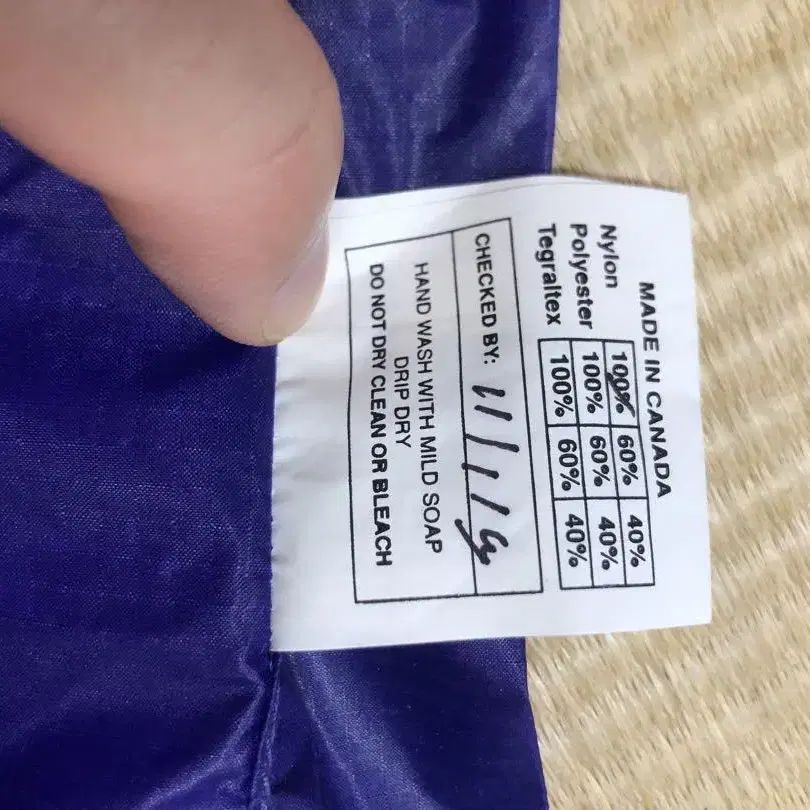 MADE IN CANADA
Nylon 100% 60% 40%
Polyester 100% 60% 40%
Tegraltex 100% 60% 40%
CHECKED BY:
HAND WASH WITH MILD SOAP
DRIP DRY
DO NOT DRY CLEAN OR BLEACH